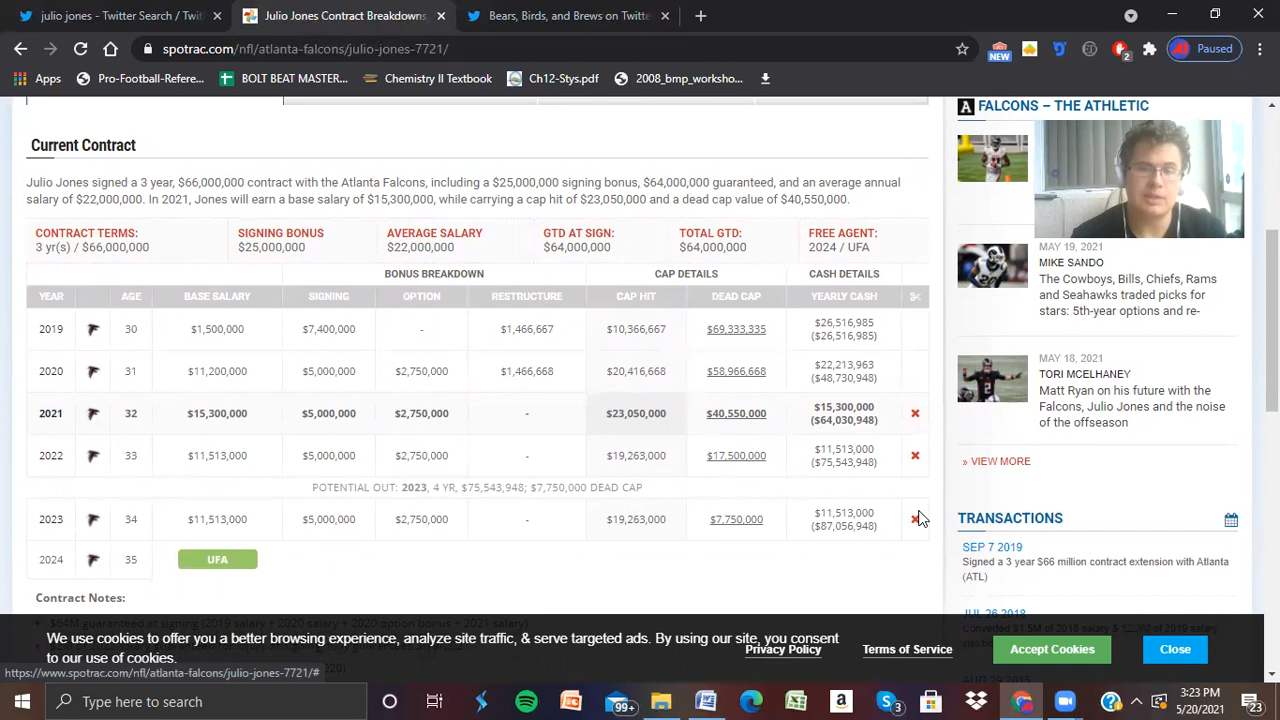 julio jones - Twitter Search / Twitt
Julio Jones Contract Breakdowns
Bears, Birds, and Brews on Twitte
spotrac.com/nfl/atlanta-falcons/julio-jones-7721/
NEW
2
Paused
Apps
Pro-Football-Refere...
BOLT BEAT MASTER...
Chemistry II Textbook
Ch12-Sys.pdf
2008_bmp_worksho...
Current Contract
Julio Jones signed a 3 year, $66,000,000 contract with the Atlanta Falcons, including a $25,000,000 signing bonus, $64,000,000 guaranteed, and an average annual
salary of $22,000,000. In 2021, Jones will earn a base salary of $15,300,000, while carrying a cap hit of $23,050,000 and a dead cap value of $40,550,000.
CONTRACT TERMS: SIGNING BONUS AVERAGE SALARY GTD AT SIGN: TOTAL GTD: FREE AGENT:
3 yr(s) / $66,000,000 $25,000,000 $22,000,000 $64,000,000 $64,000,000 2024 / UFA
BONUS BREAKDOWN CAP DETAILS CASH DETAILS
YEAR AGE BASE SALARY SIGNING OPTION RESTRUCTURE CAP HIT DEAD CAP YEARLY CASH
2019 30 $1,500,000 $7,400,000 - $1,466,667 $10,366,667 $69,333,335 $26,516,985
($26,516,985)
2020 31 $11,200,000 $5,000,000 $2,750,000 $1,466,668 $20,416,668 $58,966,668 $22,213,963
($48,730,948)
2021 32 $15,300,000 $5,000,000 $2,750,000 - $23,050,000 $40,550,000 $15,300,000
($64,030,948)
2022 33 $11,513,000 $5,000,000 $2,750,000 - $19,263,000 $17,500,000 $11,513,000
($75,543,948)
POTENTIAL OUT: 2023, 4 YR, $75,543,948; $7,750,000 DEAD CAP
2023 34 $11,513,000 $5,000,000 $2,750,000 - $19,263,000 $7,750,000 $11,513,000
($87,056,948)
2024 35 UFA
Contract Notes:
FALCONS – THE ATHLETIC
MAY 19, 2021
MIKE SANDO
The Cowboys, Bills, Chiefs, Rams
and Seahawks traded picks for
stars: 5th-year options and re-
MAY 18, 2021
TORI MCELHANEY
Matt Ryan on his future with the
Falcons, Julio Jones and the noise
of the offseason
» VIEW MORE
TRANSACTIONS
SEP 7 2019
Signed a 3 year $66 million contract extension with Atlanta
(ATL)
JUL 26 2018
We use cookies to offer you a better browsing experience, analyze site traffic, & serve targeted ads. By using our site, you consent
to our use of cookies.
Privacy Policy
Terms of Service
Accept Cookies
Close
https://www.spotrac.com/nfl/atlanta-falcons/julio-jones-7721/#
Type here to search
99+
3
3:23 PM
5/20/2021
23